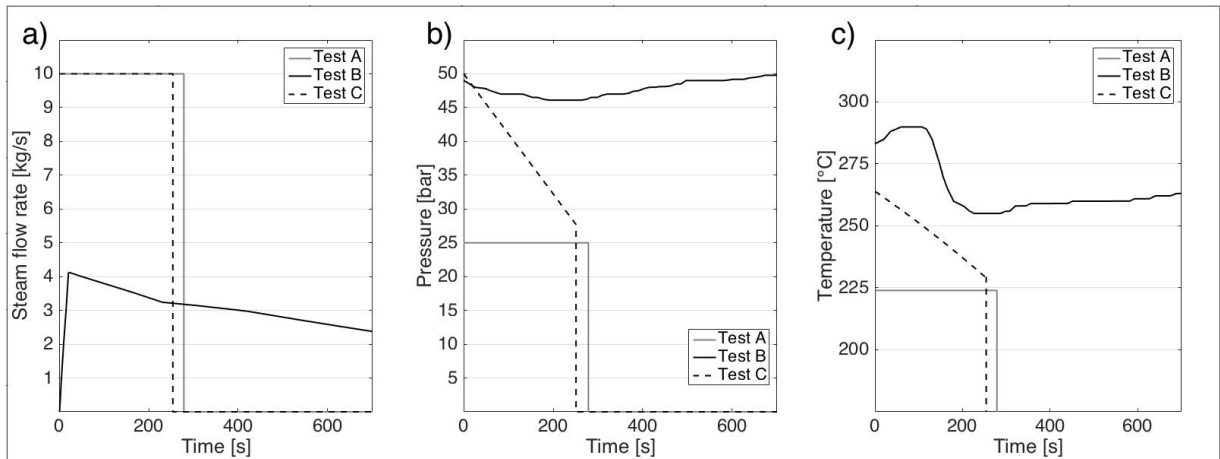 a)
Steam flow rate [kg/s]
10
9
8
7
6
5
4
3
2
1
0
200
400
600
Time [s]
Test A
Test B
Test C
b)
Pressure [bar]
50
45
40
35
30
25
20
15
10
5
0
200
400
600
Time [s]
Test A
Test B
Test C
c)
Temperature [°C]
300
275
250
225
200
0
200
400
600
Time [s]
Test A
Test B
Test C